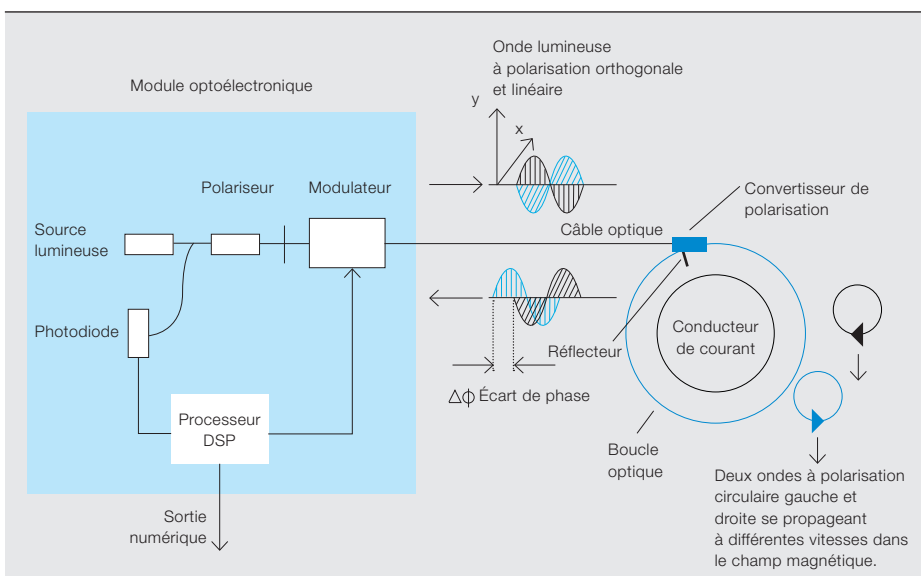 Module optoélectronique
Onde lumineuse
à polarisation orthogonale
et linéaire
y
x
Polariseur
Modulateur
Source
lumineuse
Photodiode
Câble optique
Convertisseur de
polarisation
Réflecteur
Conducteur
de courant
Δϕ Écart de phase
Processeur
DSP
Boucle
optique
Sortie
numérique
Deux ondes à polarisation
circulaire gauche et
droite se propageant
à différentes vitesses dans
le champ magnétique.